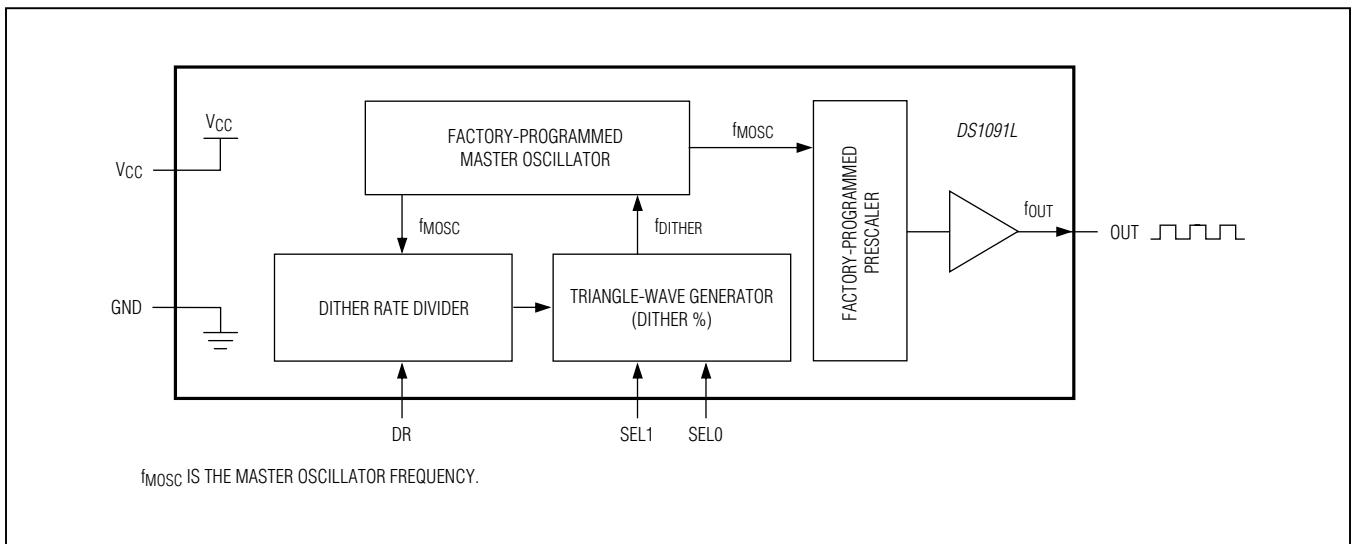 VCC
VCC
GND
FACTORY-PROGRAMMED
MASTER OSCILLATOR
fMOSC
fMOSC
fDITHER
DITHER RATE DIVIDER
TRIANGLE-WAVE GENERATOR
(DITHER %)
FACTORY-PROGRAMMED
PRESCALER
DS1091L
fOUT
OUT
DR
SEL1
SEL0
fMOSC IS THE MASTER OSCILLATOR FREQUENCY.